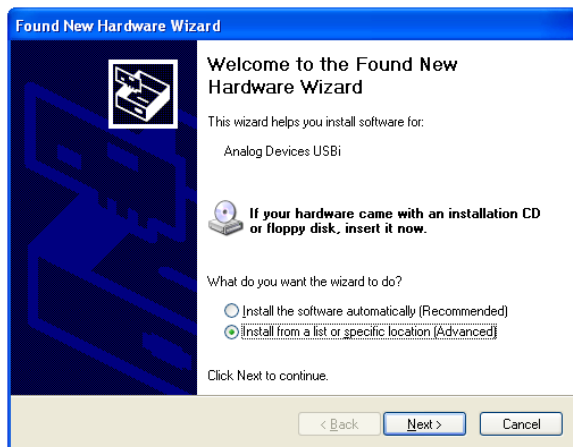 Found New Hardware Wizard
Welcome to the Found New
Hardware Wizard
This wizard helps you install software for:
Analog Devices USBi
If your hardware came with an installation CD
or floppy disk, insert it now.
What do you want the wizard to do?
Install the software automatically (Recommended)
Install from a list or specific location (Advanced)
Click Next to continue.
< Back
Next >
Cancel